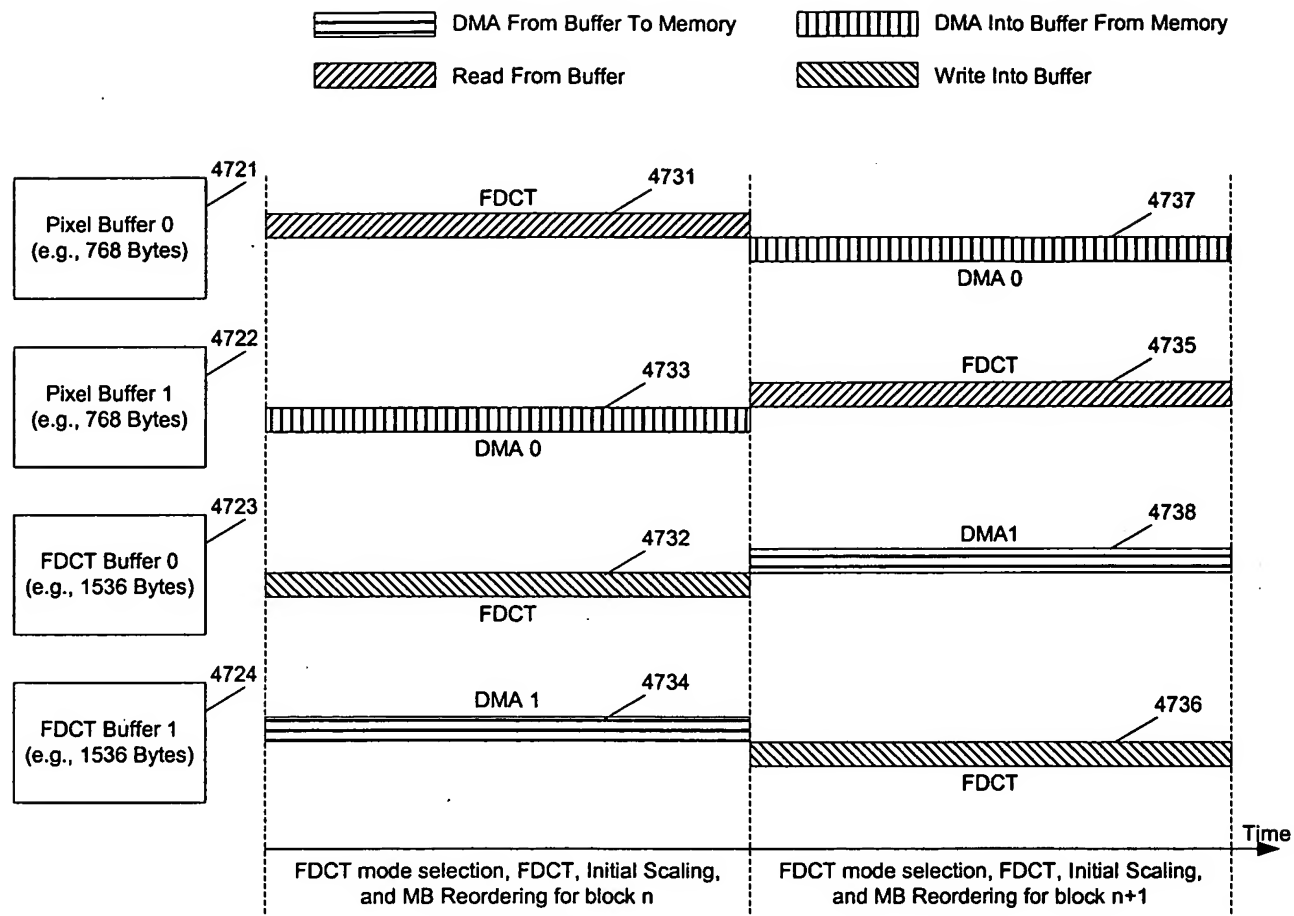 DMA From Buffer To Memory
DMA Into Buffer From Memory
Read From Buffer
Write Into Buffer
4721
Pixel Buffer 0
(e.g., 768 Bytes)
FDCT
4731
4737
DMA 0
4722
Pixel Buffer 1
(e.g., 768 Bytes)
4733
DMA 0
FDCT
4735
4723
FDCT Buffer 0
(e.g., 1536 Bytes)
4732
FDCT
DMA1
4738
4724
FDCT Buffer 1
(e.g., 1536 Bytes)
DMA 1
4734
4736
FDCT
Time
FDCT mode selection, FDCT, Initial Scaling,
and MB Reordering for block n
FDCT mode selection, FDCT, Initial Scaling,
and MB Reordering for block n+1